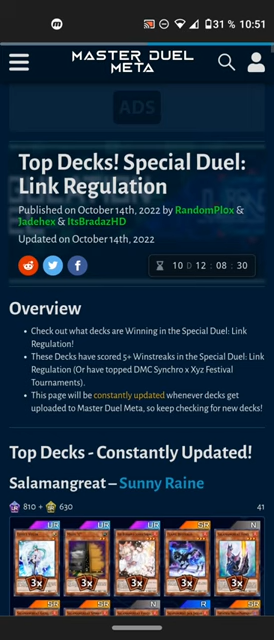 31 % 10:51
MASTER DUEL
META
ADS
Top Decks! Special Duel:
Link Regulation
Published on October 14th, 2022 by RandomPlox &
Jadehex & ItsBradazHD
Updated on October 14th, 2022
10 D 12 : 08 : 30
Overview
Check out what decks are Winning in the Special Duel: Link
Regulation!
These Decks have scored 5+ Winstreaks in the Special Duel: Link
Regulation (Or have topped DMC Synchro x Xyz Festival
Tournaments).
This page will be constantly updated whenever decks get
uploaded to Master Duel Meta, so keep checking for new decks!
Top Decks - Constantly Updated!
Salamangreat – Sunny Raine
810 + 630 41
UR UR UR SR N
3x 3x 3x 3x 3x
SR SR N R SR